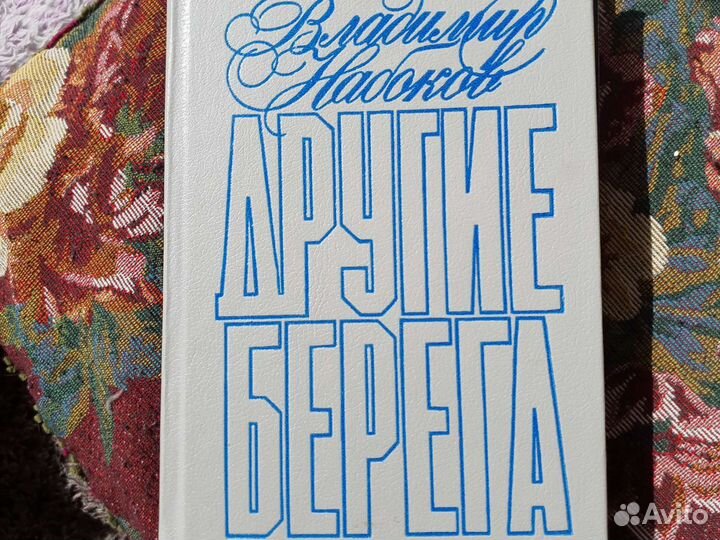 Владимир
Набоков
ДРУГИЕ
БЕРЕГА
Avito